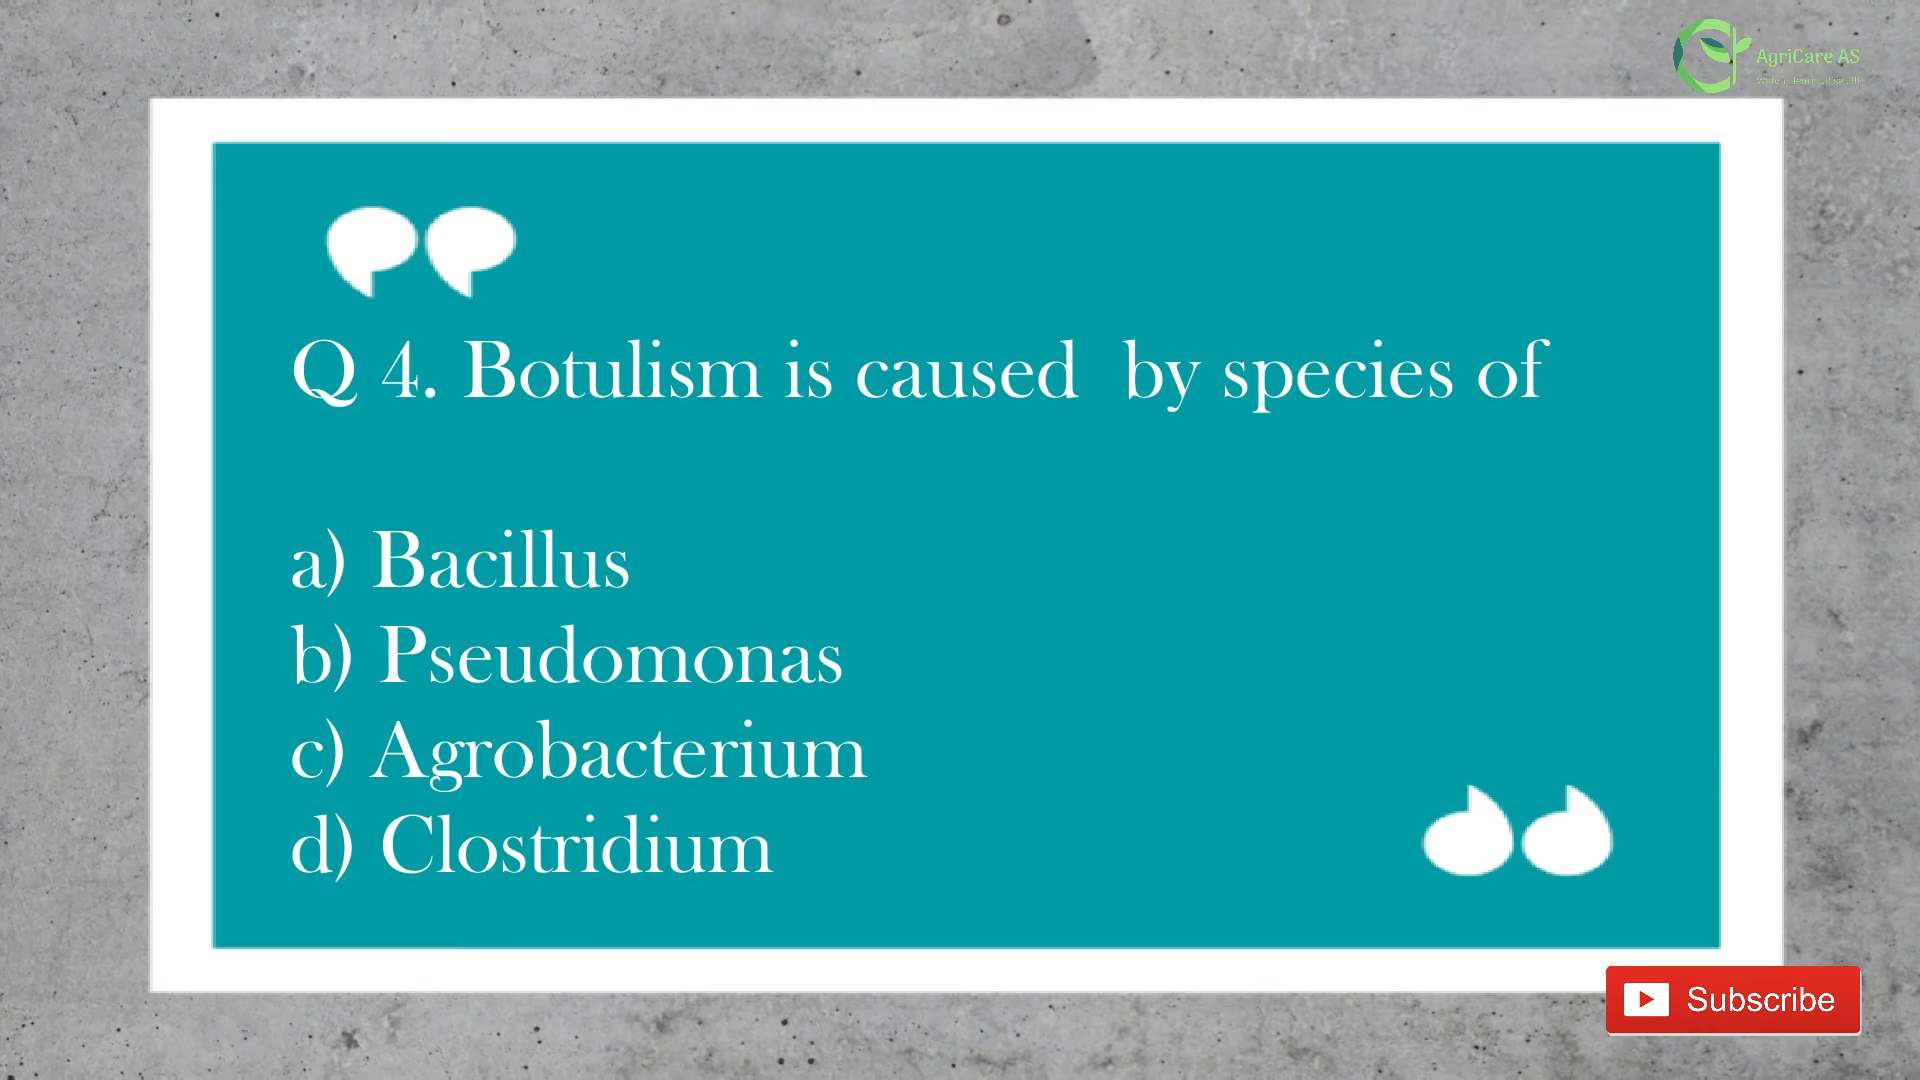 AgriCare AS
Q 4. Botulism is caused by species of
a) Bacillus
b) Pseudomonas
c) Agrobacterium
d) Clostridium
Subscribe